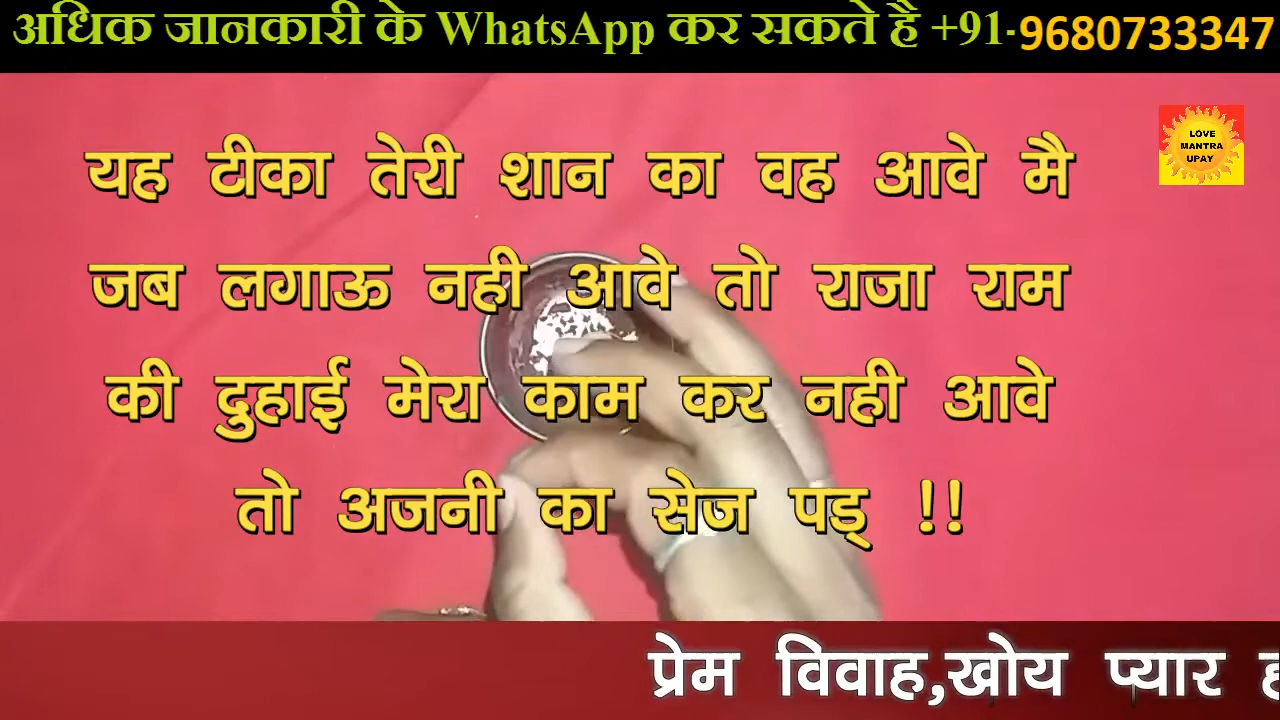 अधिक जानकारी के WhatsApp कर सकते है +91-9680733347
LOVE
MANTRA
UPAY
यह टीका तेरी शान का वह आवे मै
जब लगाऊ नही आवे तो राजा राम
की दुहाई मेरा काम कर नही आवे
तो अजनी का सेज पड् !!
प्रेम विवाह,खोय प्यार